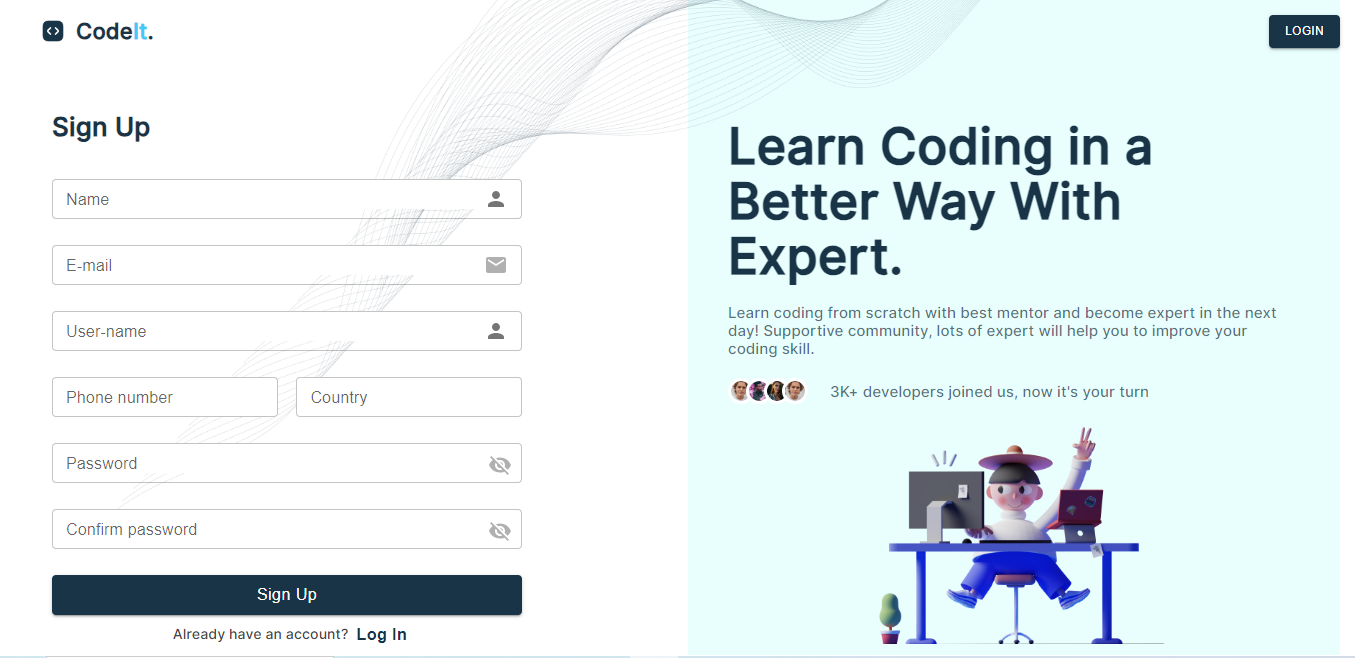 CodeIt.
LOGIN
Sign Up
Name
E-mail
User-name
Phone number
Country
Password
Confirm password
Sign Up
Already have an account? Log In
Learn Coding in a
Better Way With
Expert.
Learn coding from scratch with best mentor and become expert in the next
day! Supportive community, lots of expert will help you to improve your
coding skill.
3K+ developers joined us, now it's your turn